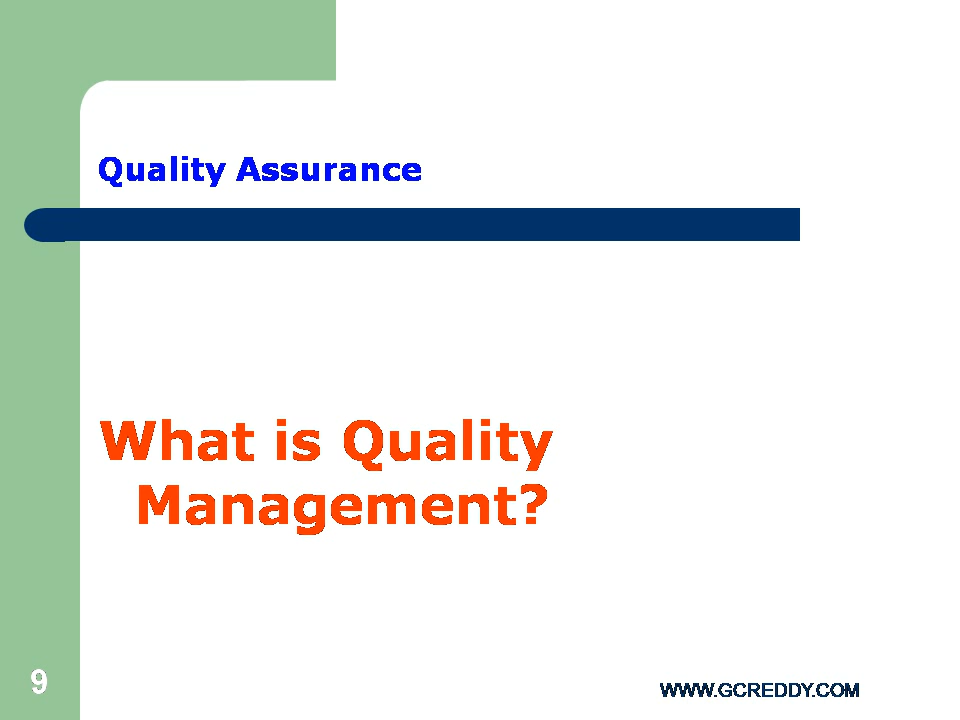 Quality Assurance
What is Quality
Management?
9
WWW.GCREDDY.COM